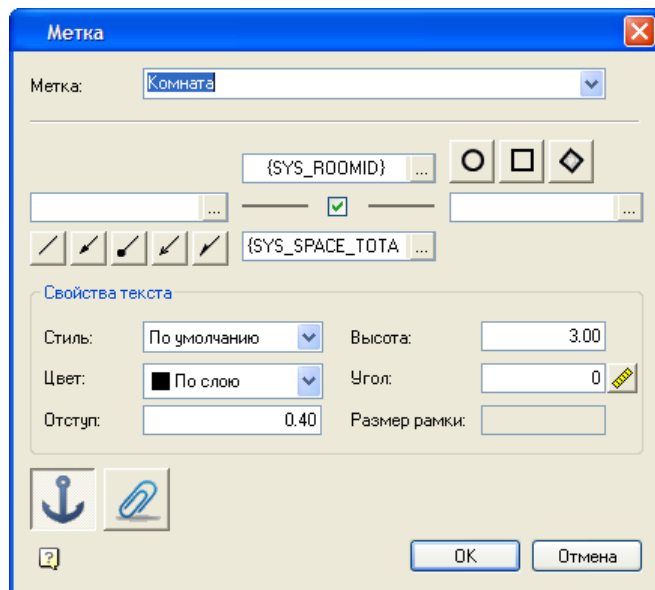 Метка
Метка: Комната
{SYS_ROOMID} ...
... ...
{SYS_SPACE_TOTA ...
Свойства текста
Стиль: По умолчанию Высота: 3.00
Цвет: По слою Угол: 0
Отступ: 0.40 Размер рамки:
? OK Отмена